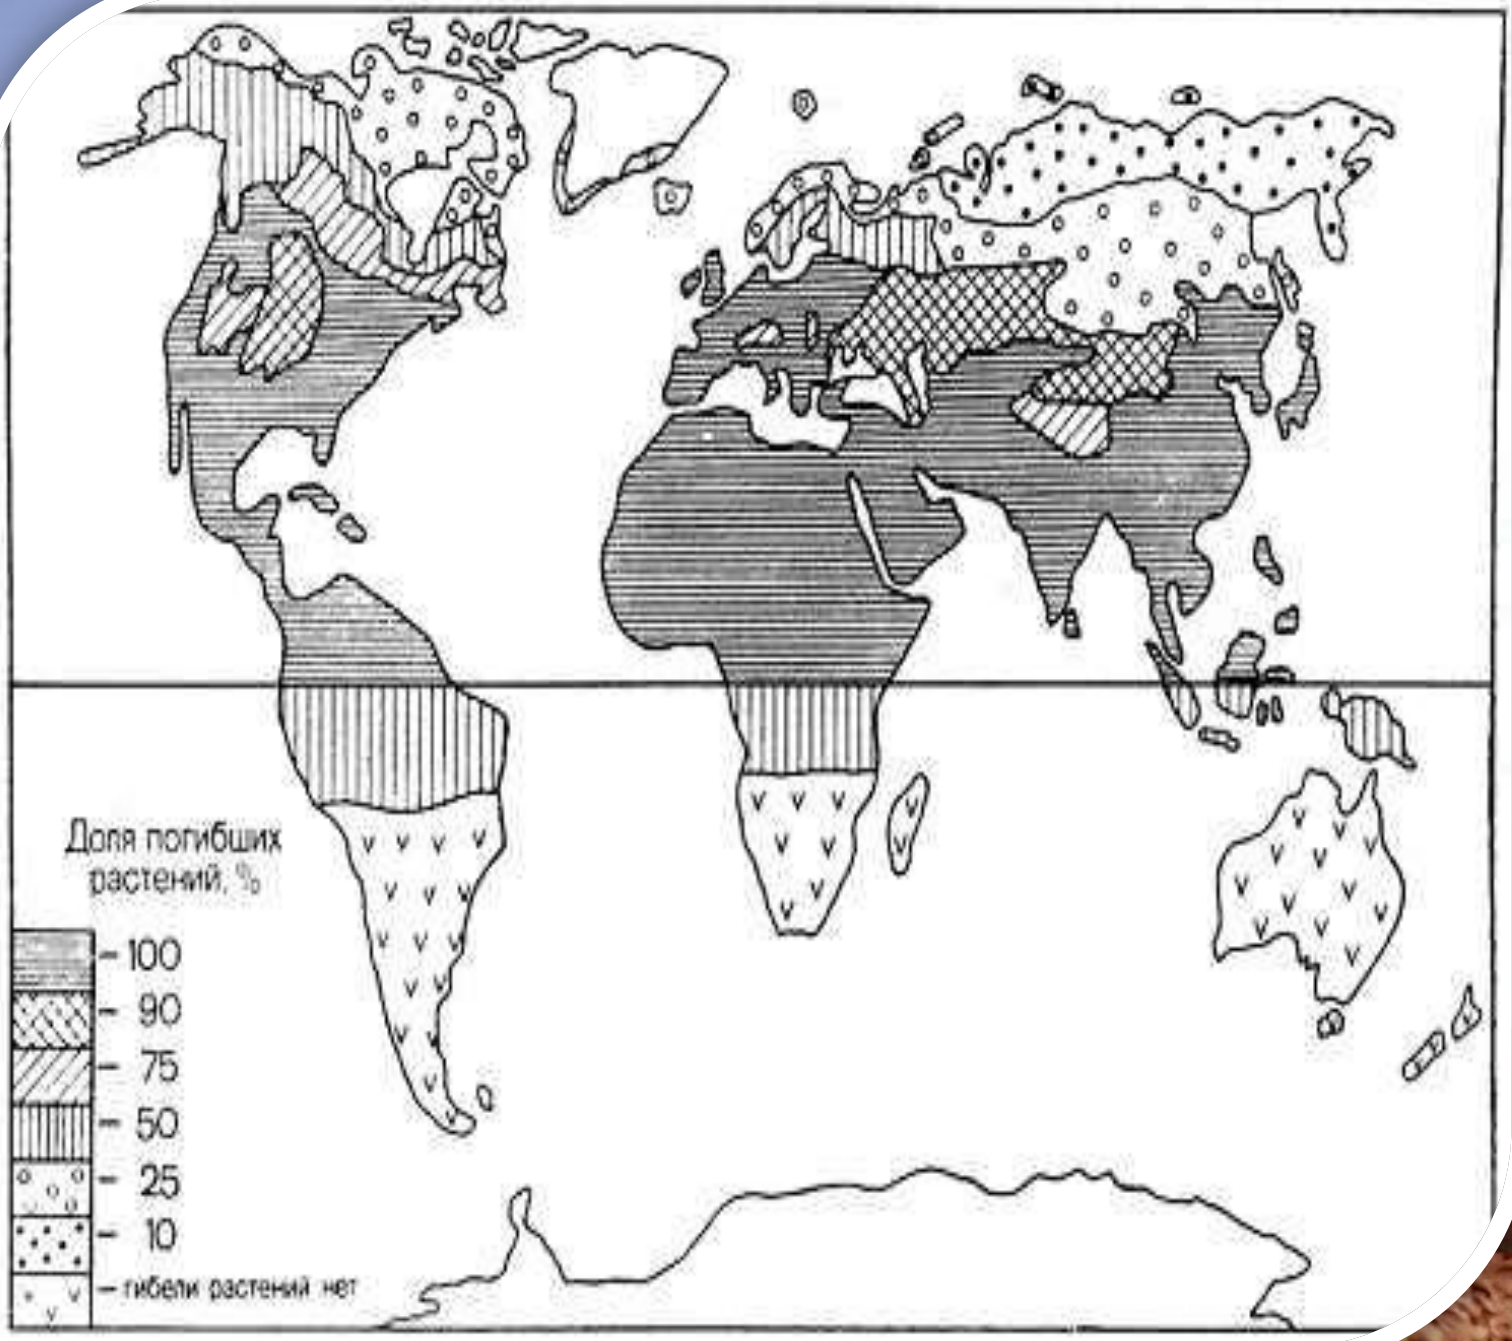 Доля погибших
растений, %
- 100
- 90
- 75
- 50
- 25
- 10
- гибели растений нет